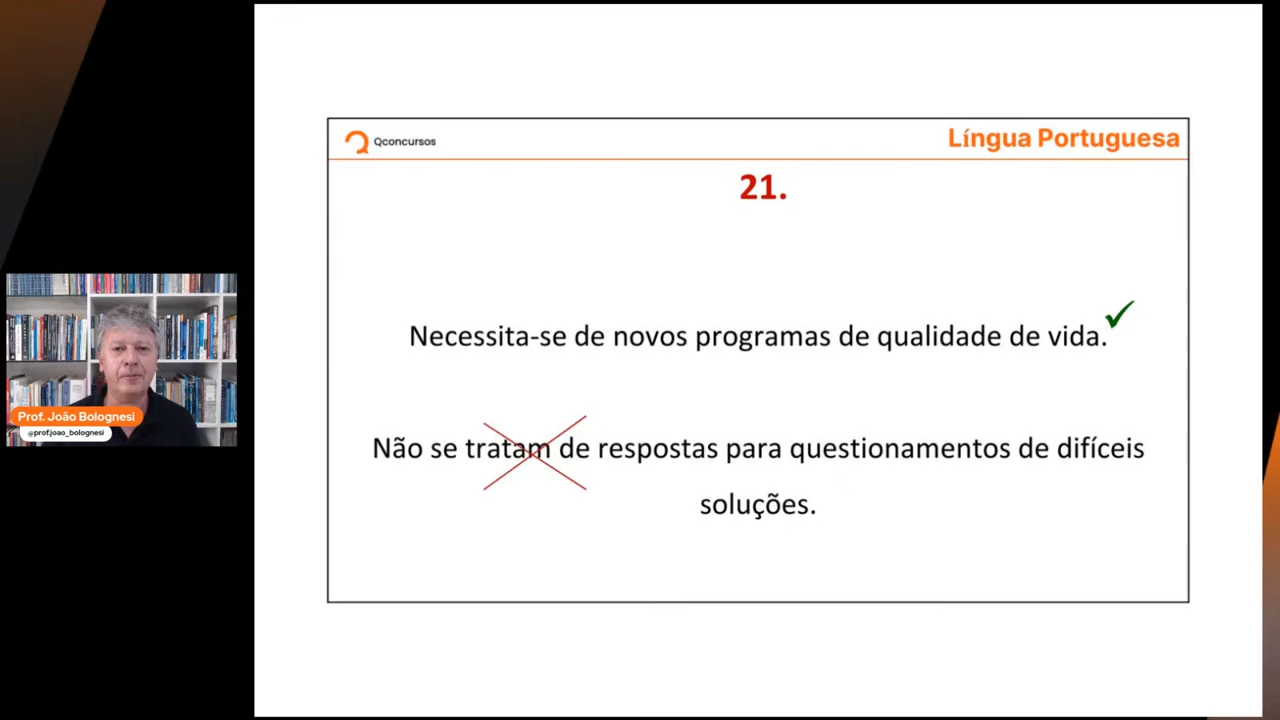 Qconcursos
Língua Portuguesa
21.
Necessita-se de novos programas de qualidade de vida.
Não se tratam de respostas para questionamentos de difíceis
soluções.
Prof. João Bolognesi
@prof.joao_bolognesi